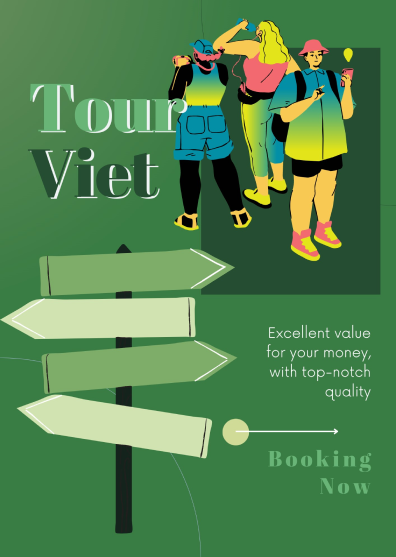 Tour
Viet
Excellent value
for your money,
with top-notch
quality
Booking
Now